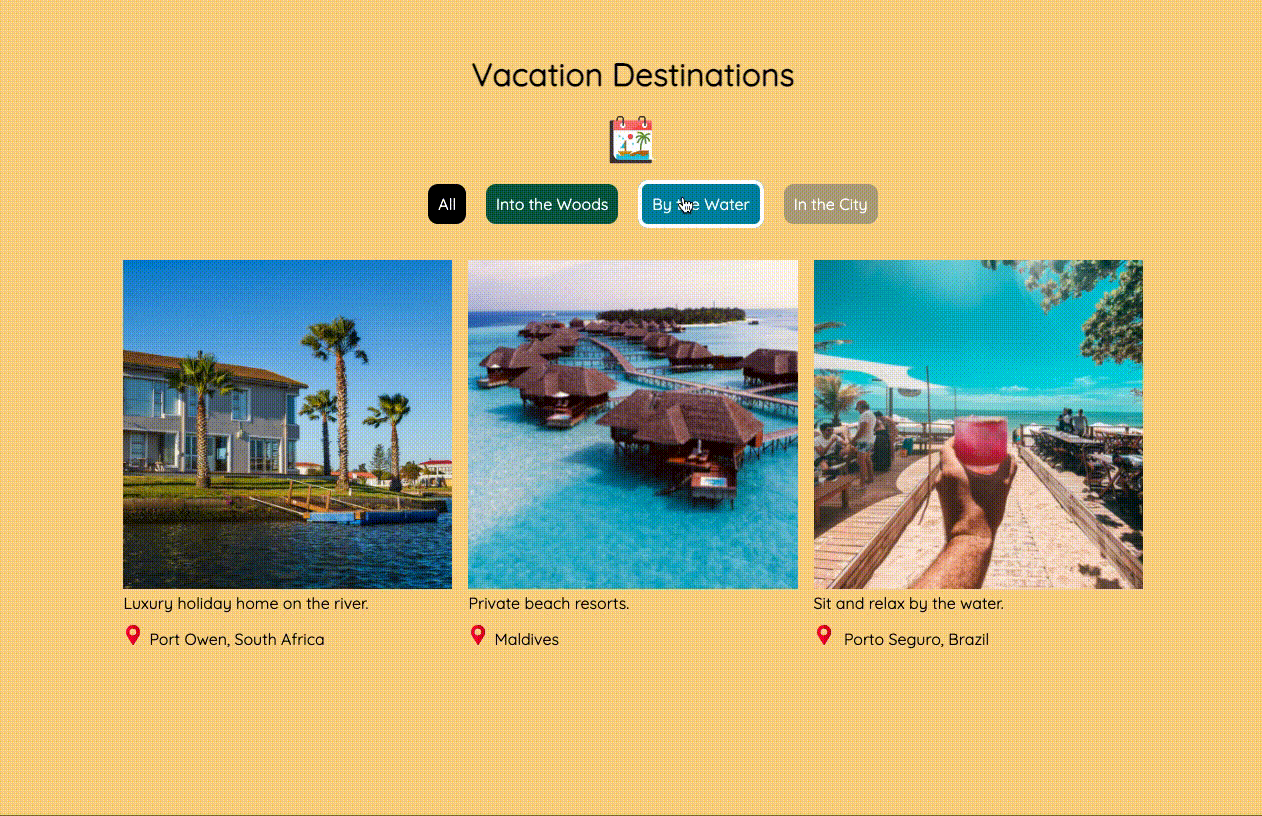 Vacation Destinations
All
Into the Woods
By the Water
In the City
Luxury holiday home on the river.
Private beach resorts.
Sit and relax by the water.
Port Owen, South Africa
Maldives
Porto Seguro, Brazil